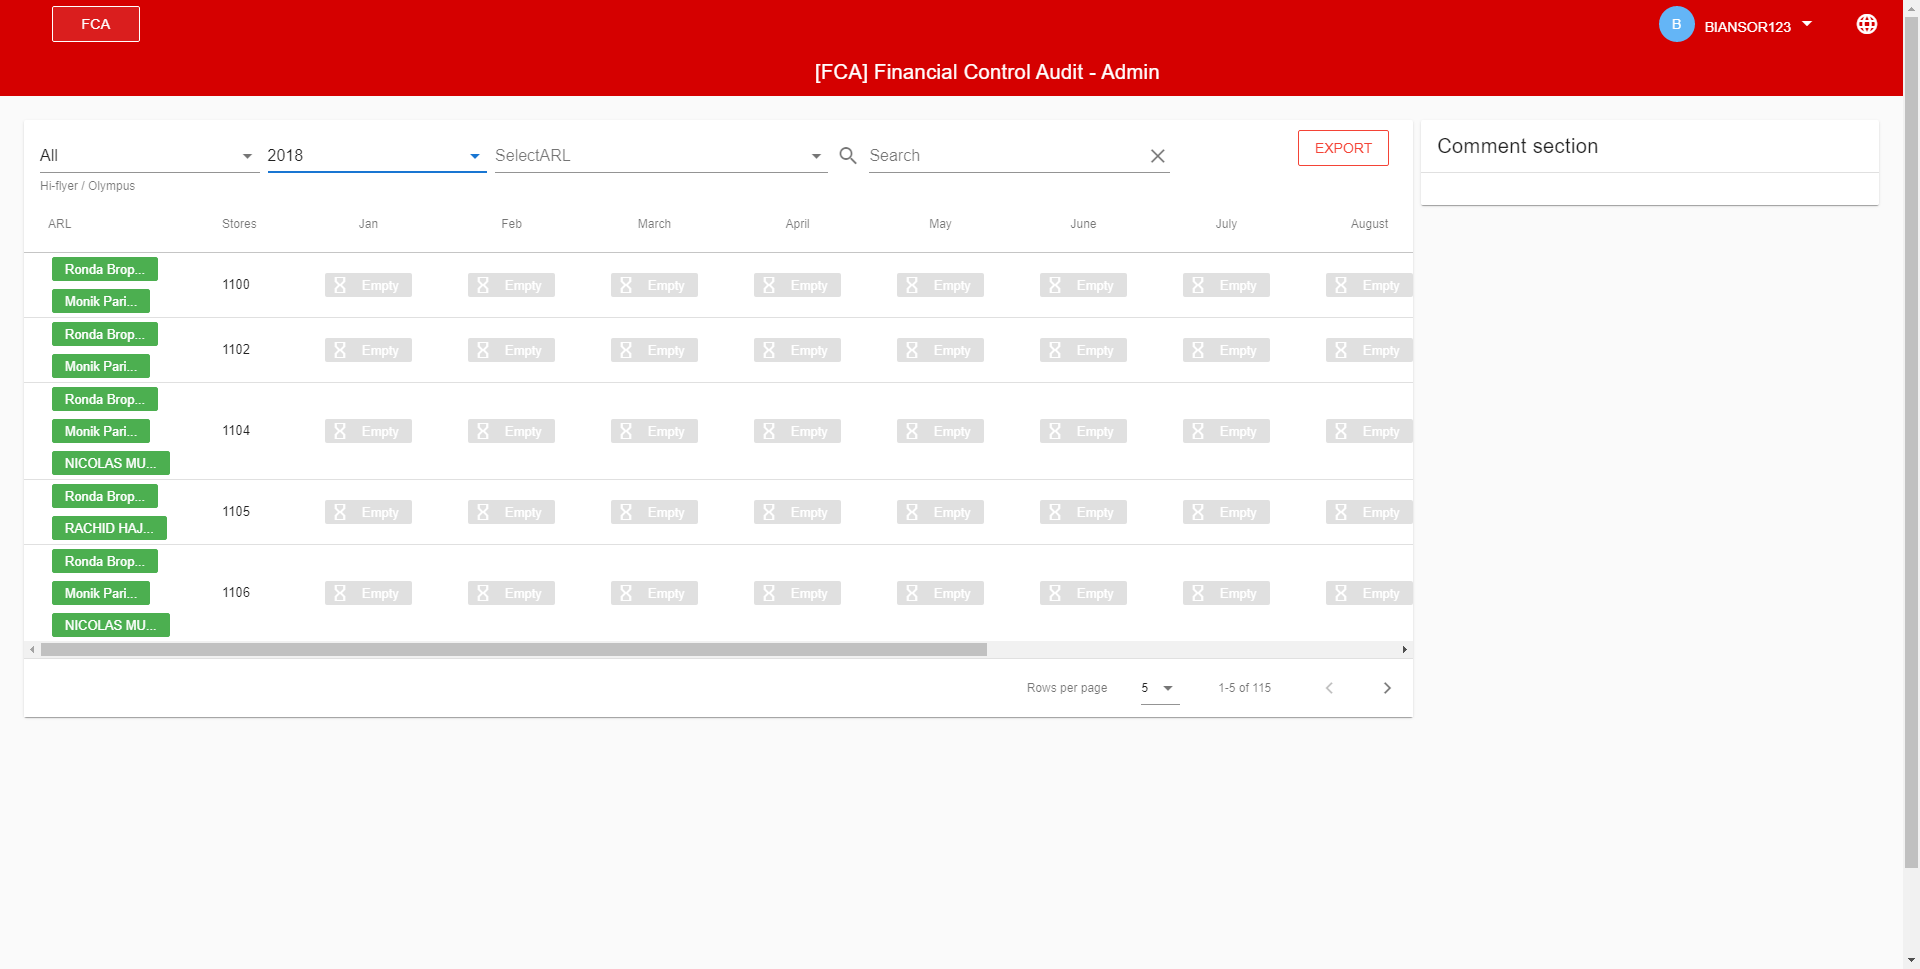 FCA
B BIANSOR123
[FCA] Financial Control Audit - Admin
All 2018 SelectARL Search EXPORT
Hi-flyer / Olympus
Comment section
ARL Stores Jan Feb March April May June July August
Ronda Brop...
Monik Pari...
1100 Empty Empty Empty Empty Empty Empty Empty Empty
Ronda Brop...
Monik Pari...
1102 Empty Empty Empty Empty Empty Empty Empty Empty
Ronda Brop...
Monik Pari...
NICOLAS MU...
1104 Empty Empty Empty Empty Empty Empty Empty Empty
Ronda Brop...
RACHID HAJ...
1105 Empty Empty Empty Empty Empty Empty Empty Empty
Ronda Brop...
Monik Pari...
NICOLAS MU...
1106 Empty Empty Empty Empty Empty Empty Empty Empty
Rows per page 5 1-5 of 115